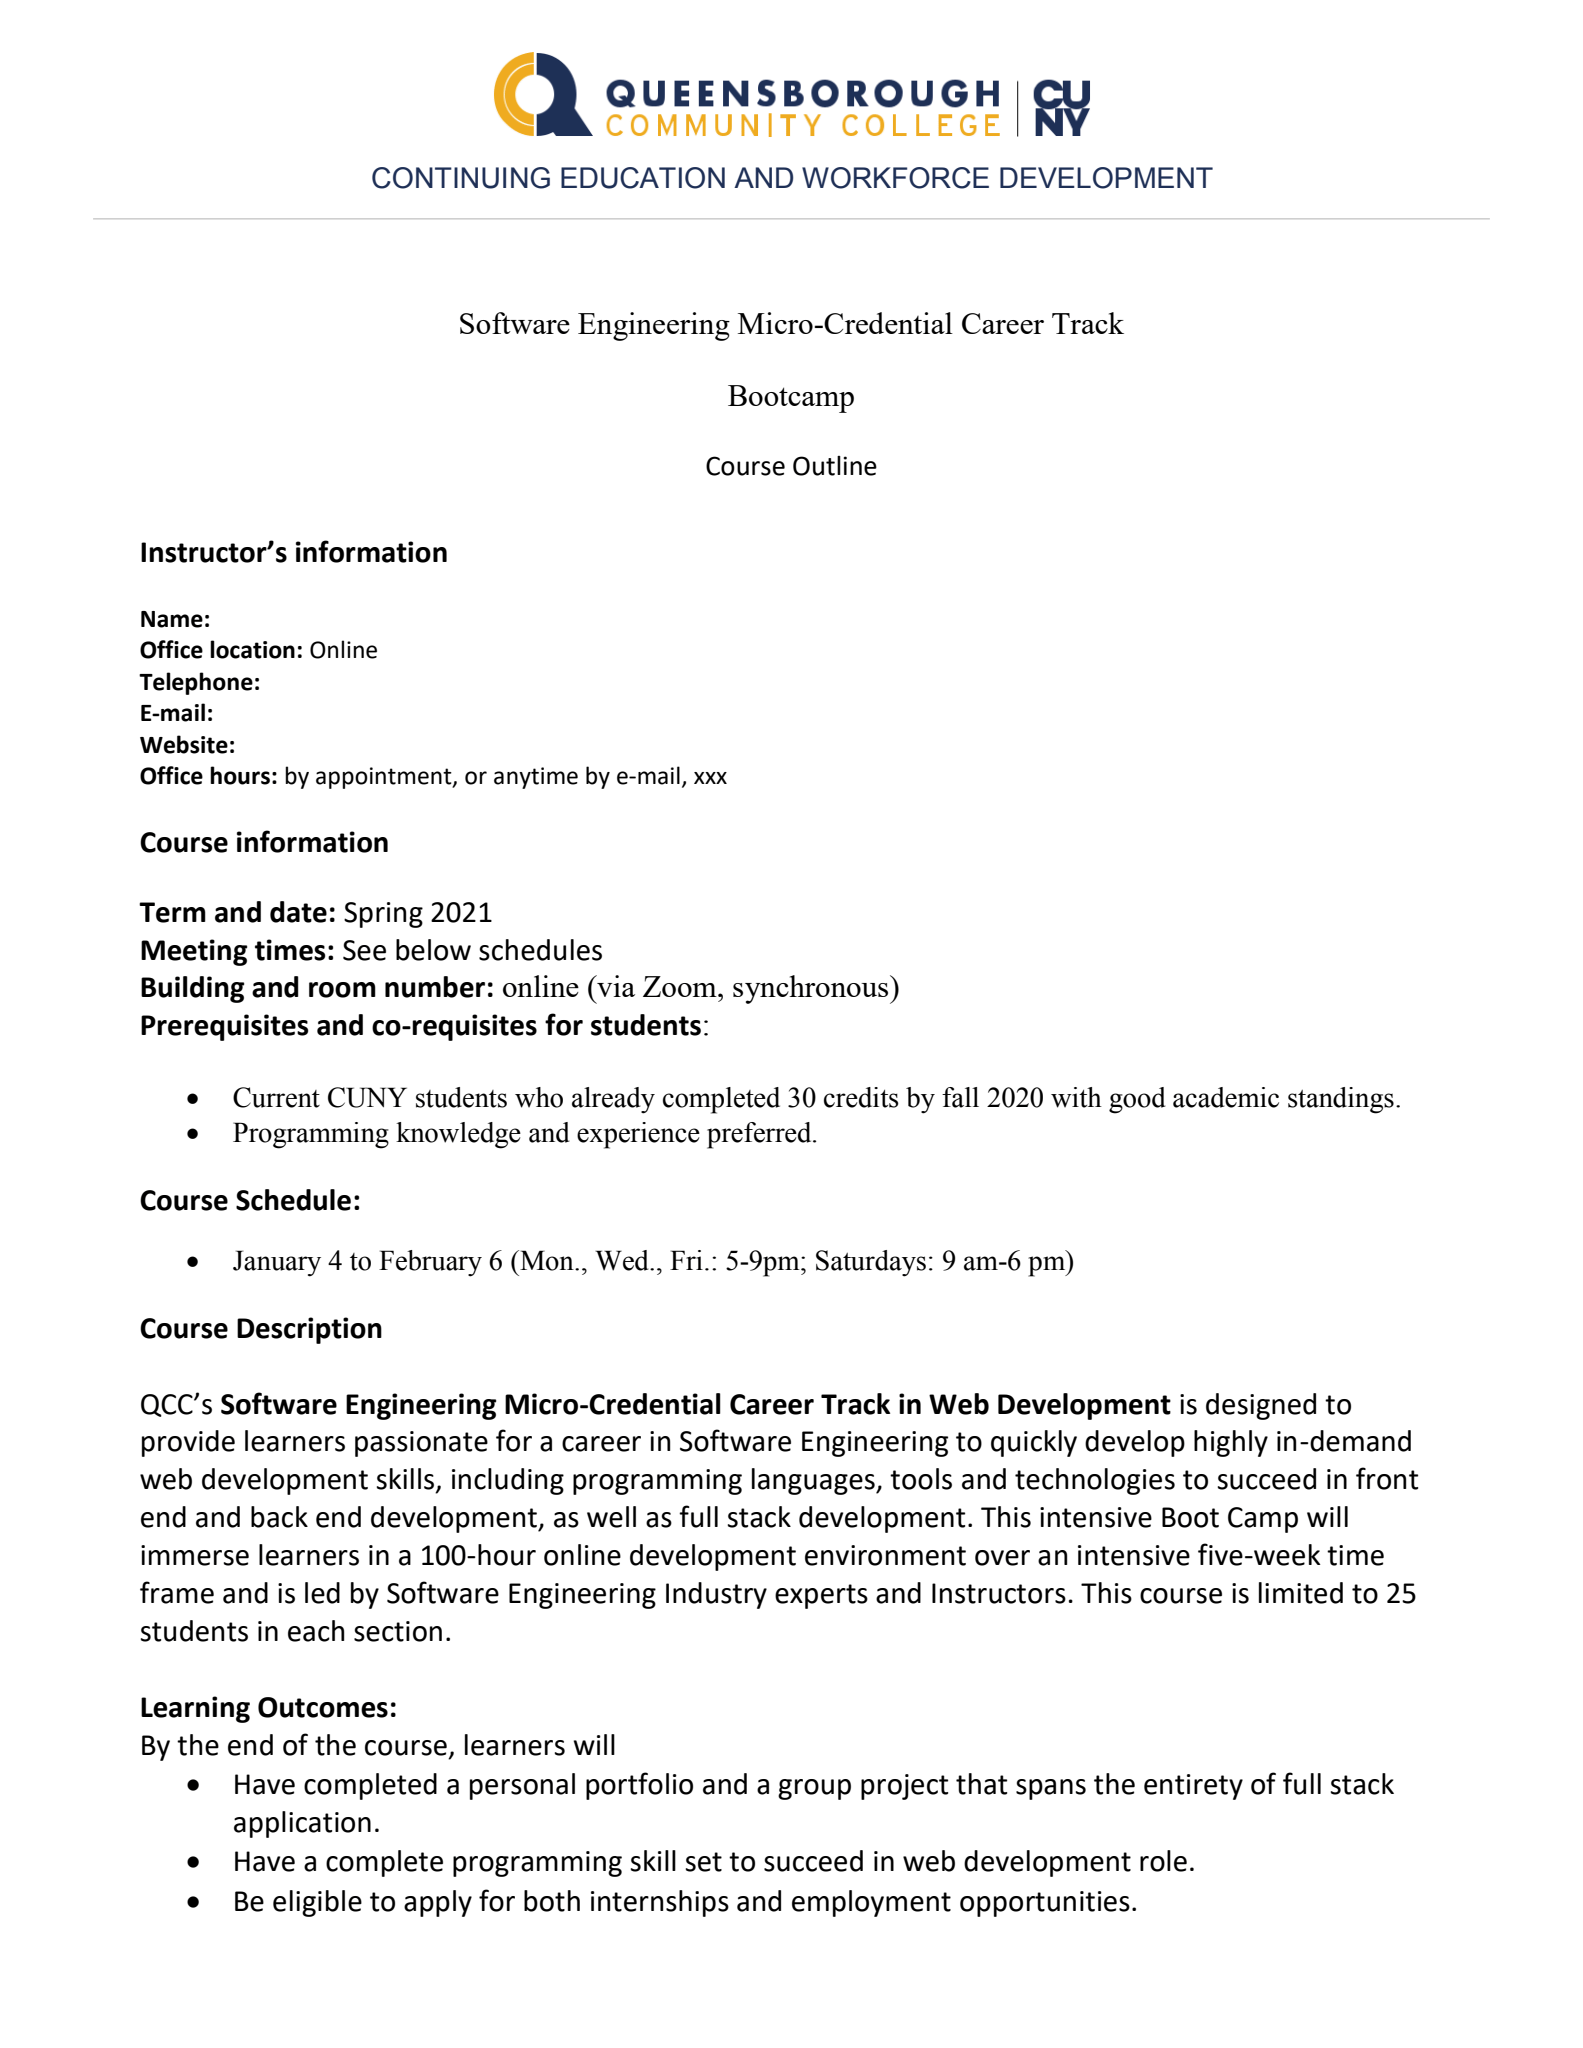 QUEENSBOROUGH
COMMUNITY COLLEGE
CUNY
CONTINUING EDUCATION AND WORKFORCE DEVELOPMENT
Software Engineering Micro-Credential Career Track
Bootcamp
Course Outline
Instructor’s information
Name:
Office location: Online
Telephone:
E-mail:
Website:
Office hours: by appointment, or anytime by e-mail, xxx
Course information
Term and date: Spring 2021
Meeting times: See below schedules
Building and room number: online (via Zoom, synchronous)
Prerequisites and co-requisites for students:
• Current CUNY students who already completed 30 credits by fall 2020 with good academic standings.
• Programming knowledge and experience preferred.
Course Schedule:
• January 4 to February 6 (Mon., Wed., Fri.: 5-9pm; Saturdays: 9 am-6 pm)
Course Description
QCC’s Software Engineering Micro-Credential Career Track in Web Development is designed to
provide learners passionate for a career in Software Engineering to quickly develop highly in-demand
web development skills, including programming languages, tools and technologies to succeed in front
end and back end development, as well as full stack development. This intensive Boot Camp will
immerse learners in a 100-hour online development environment over an intensive five-week time
frame and is led by Software Engineering Industry experts and Instructors. This course is limited to 25
students in each section.
Learning Outcomes:
By the end of the course, learners will
• Have completed a personal portfolio and a group project that spans the entirety of full stack
application.
• Have a complete programming skill set to succeed in web development role.
• Be eligible to apply for both internships and employment opportunities.